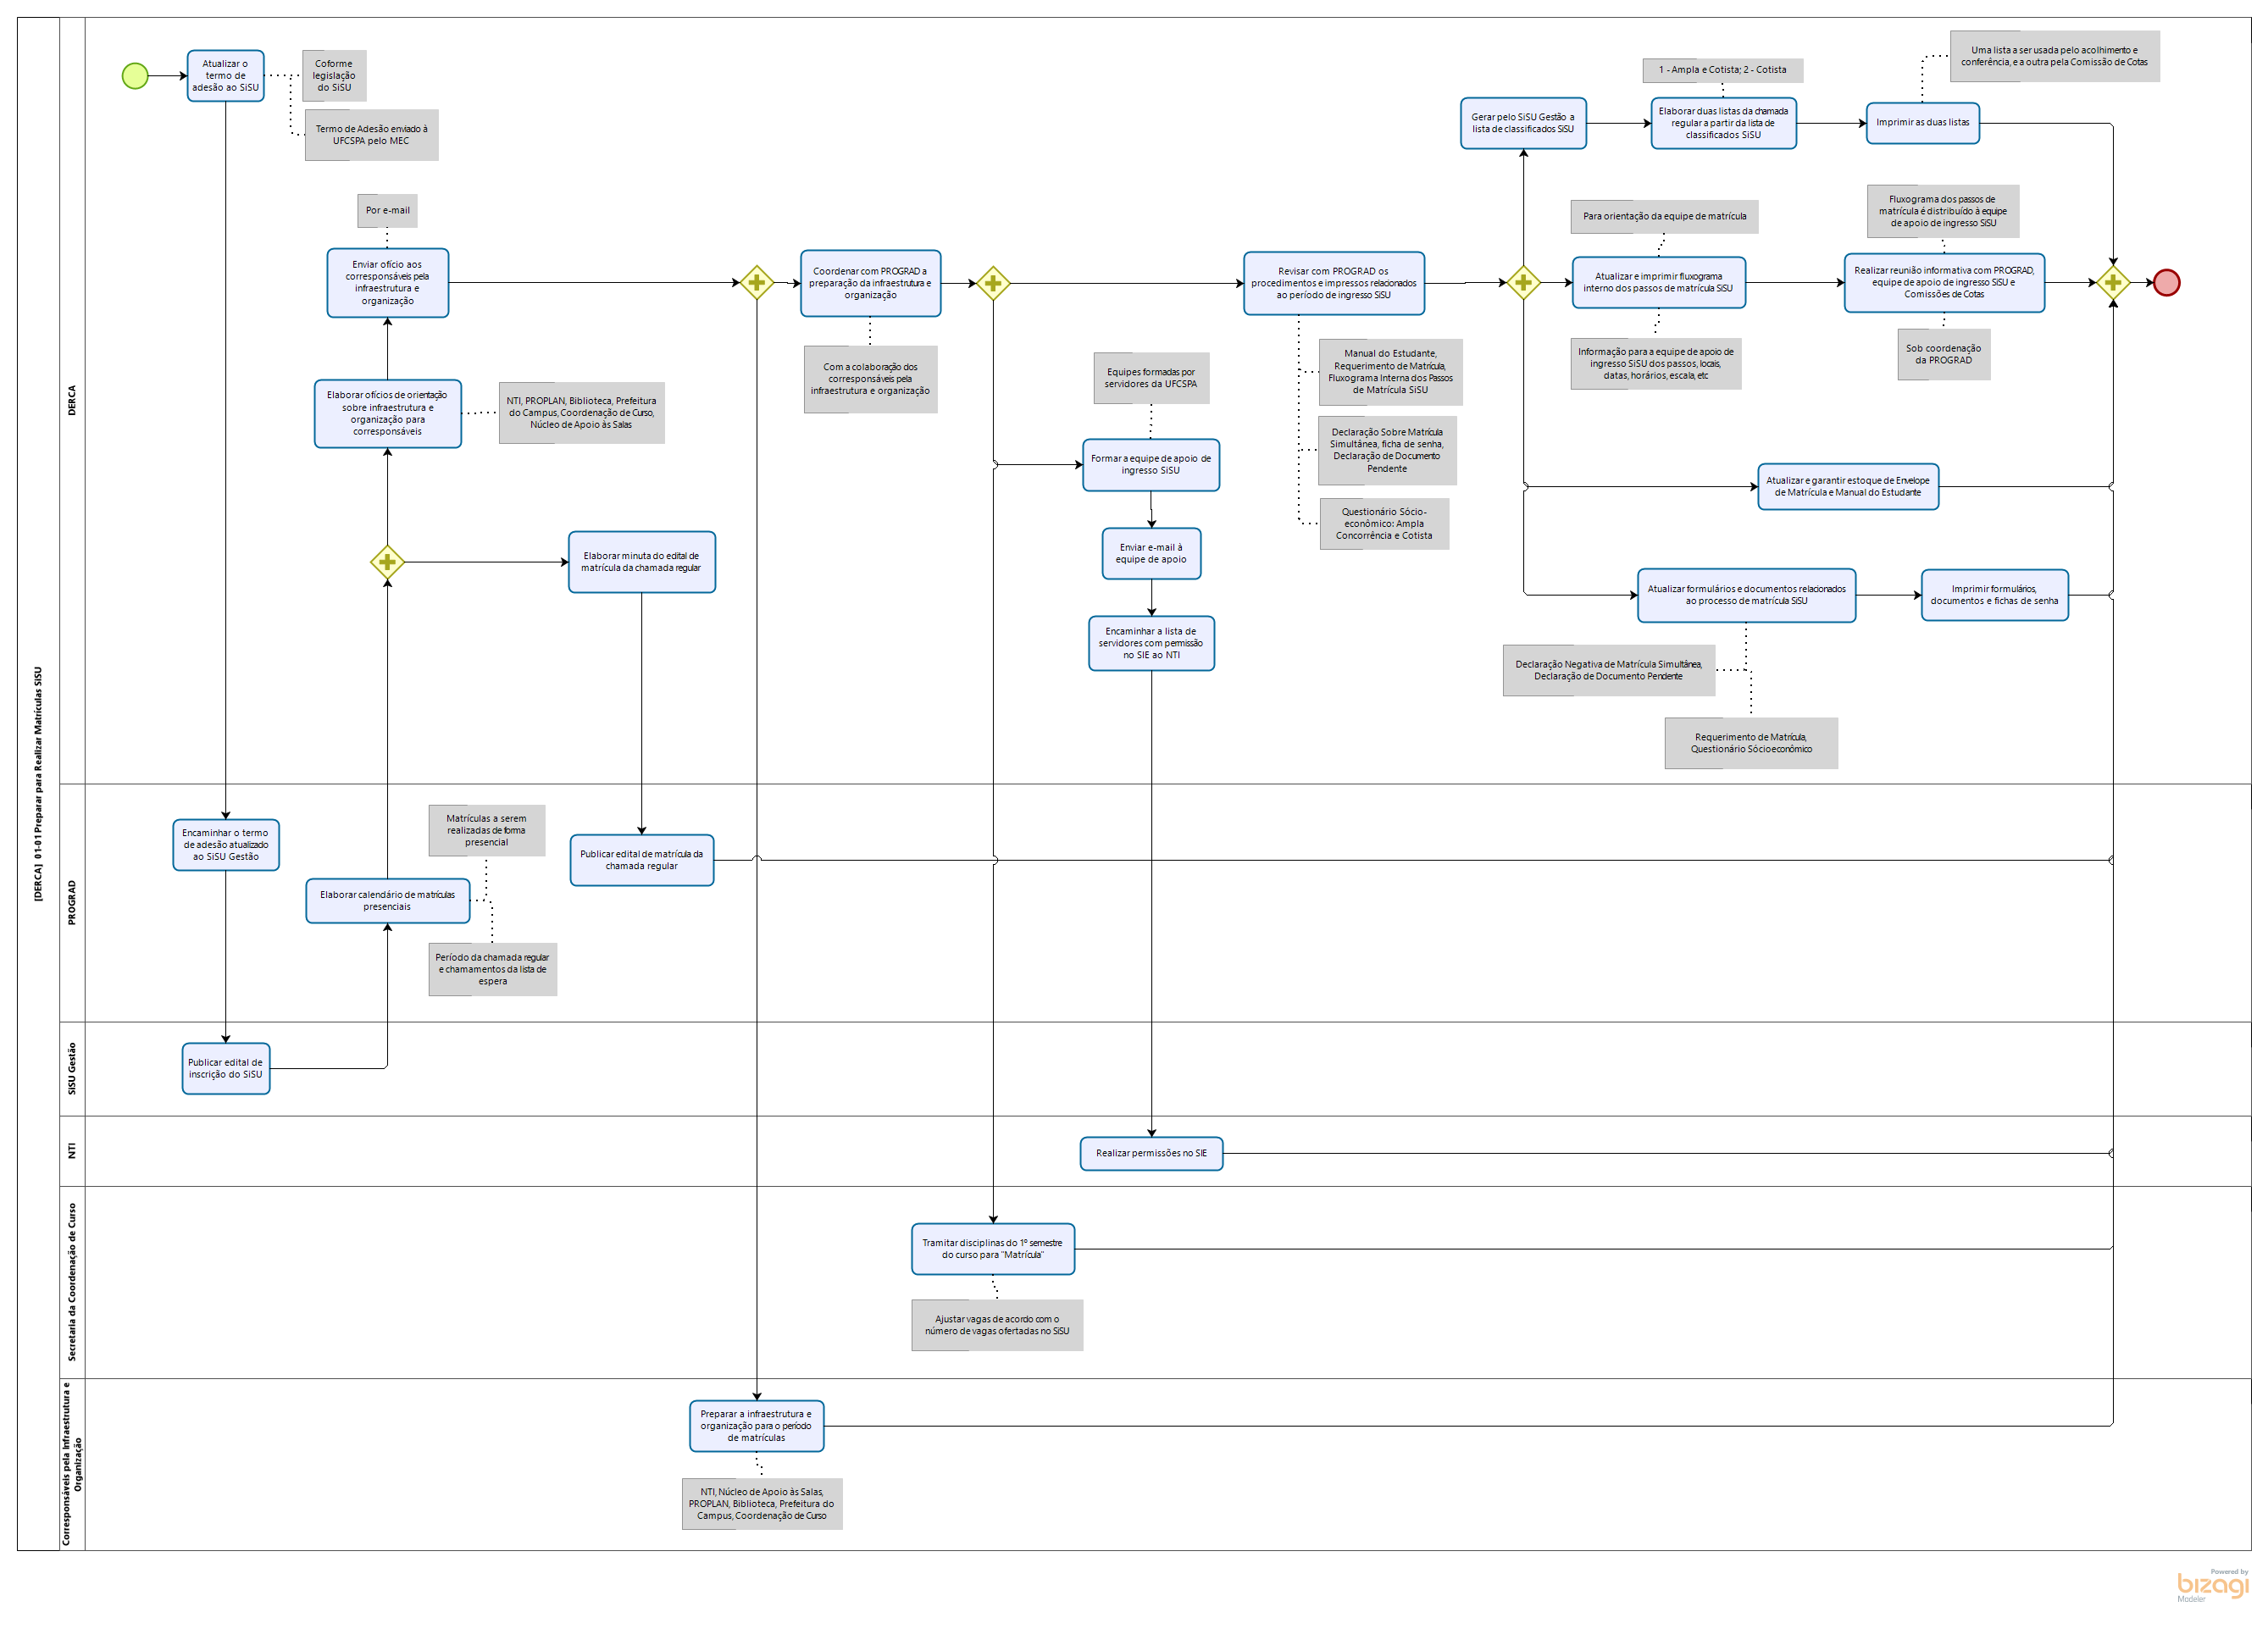 [DERCA] 01-01 Preparar para Realizar Matrículas SiSU
DERCA
Atualizar o
termo de
adesão ao SiSU
Coforme
legislação
do SiSU
Termo de Adesão enviado à
UFCSPA pelo MEC
Por e-mail
Enviar ofício aos
corresponsáveis pela
infraestrutura e
organização
Elaborar ofícios de orientação
sobre infraestrutura e
organização para
corresponsáveis
NTI, PROPLAN, Biblioteca, Prefeitura
do Campus, Coordenação de Curso,
Núcleo de Apoio às Salas
Elaborar minuta do edital de
matrícula da chamada regular
Coordenar com PROGRAD a
preparação da infraestrutura e
organização
Com a colaboração dos
corresponsáveis pela
infraestrutura e organização
Equipes formadas por
servidores da UFCSPA
Formar a equipe de apoio de
ingresso SiSU
Enviar e-mail à
equipe de apoio
Encaminhar a lista de
servidores com permissão
no SIE ao NTI
Revisar com PROGRAD os
procedimentos e impressos relacionados
ao período de ingresso SiSU
Manual do Estudante,
Requerimento de Matrícula,
Fluxograma Interna dos Passos
de Matrícula SiSU
Declaração Sobre Matrícula
Simultânea, ficha de senha,
Declaração de Documento
Pendente
Questionário Sócio-
econômico: Ampla
Concorrência e Cotista
Gerar pelo SiSU Gestão a
lista de classificados SiSU
1 - Ampla e Cotista; 2 - Cotista
Elaborar duas listas da chamada
regular a partir da lista de
classificados SiSU
Uma lista a ser usada pelo acolhimento e
conferência, e a outra pela Comissão de Cotas
Imprimir as duas listas
Para orientação da equipe de matrícula
Atualizar e imprimir fluxograma
interno dos passos de matrícula SiSU
Informação para a equipe de apoio de
ingresso SiSU dos passos, locais,
datas, horários, escala, etc
Fluxograma dos passos de
matrícula é distribuído à equipe
de apoio de ingresso SiSU
Realizar reunião informativa com PROGRAD,
equipe de apoio de ingresso SiSU e
Comissões de Cotas
Sob coordenação
da PROGRAD
Atualizar e garantir estoque de Envelope
de Matrícula e Manual do Estudante
Atualizar formulários e documentos relacionados
ao processo de matrícula SiSU
Imprimir formulários,
documentos e fichas de senha
Declaração Negativa de Matrícula Simultânea,
Declaração de Documento Pendente
Requerimento de Matrícula,
Questionário Sócioeconômico
PROGRAD
Encaminhar o termo
de adesão atualizado
ao SiSU Gestão
Matrículas a serem
realizadas de forma
presencial
Elaborar calendário de matrículas
presenciais
Período da chamada regular
e chamamentos da lista de
espera
Publicar edital de matrícula da
chamada regular
SiSU Gestão
Publicar edital de
inscrição do SiSU
NTI
Realizar permissões no SIE
Secretaria da Coordenação de Curso
Tramitar disciplinas do 1º semestre
do curso para "Matrícula"
Ajustar vagas de acordo com o
número de vagas ofertadas no SiSU
Corresponsáveis pela Infraestrutura e
Organização
Preparar a infraestrutura e
organização para o período
de matrículas
NTI, Núcleo de Apoio às Salas,
PROPLAN, Biblioteca, Prefeitura do
Campus, Coordenação de Curso
Powered by
bizagi
Modeler